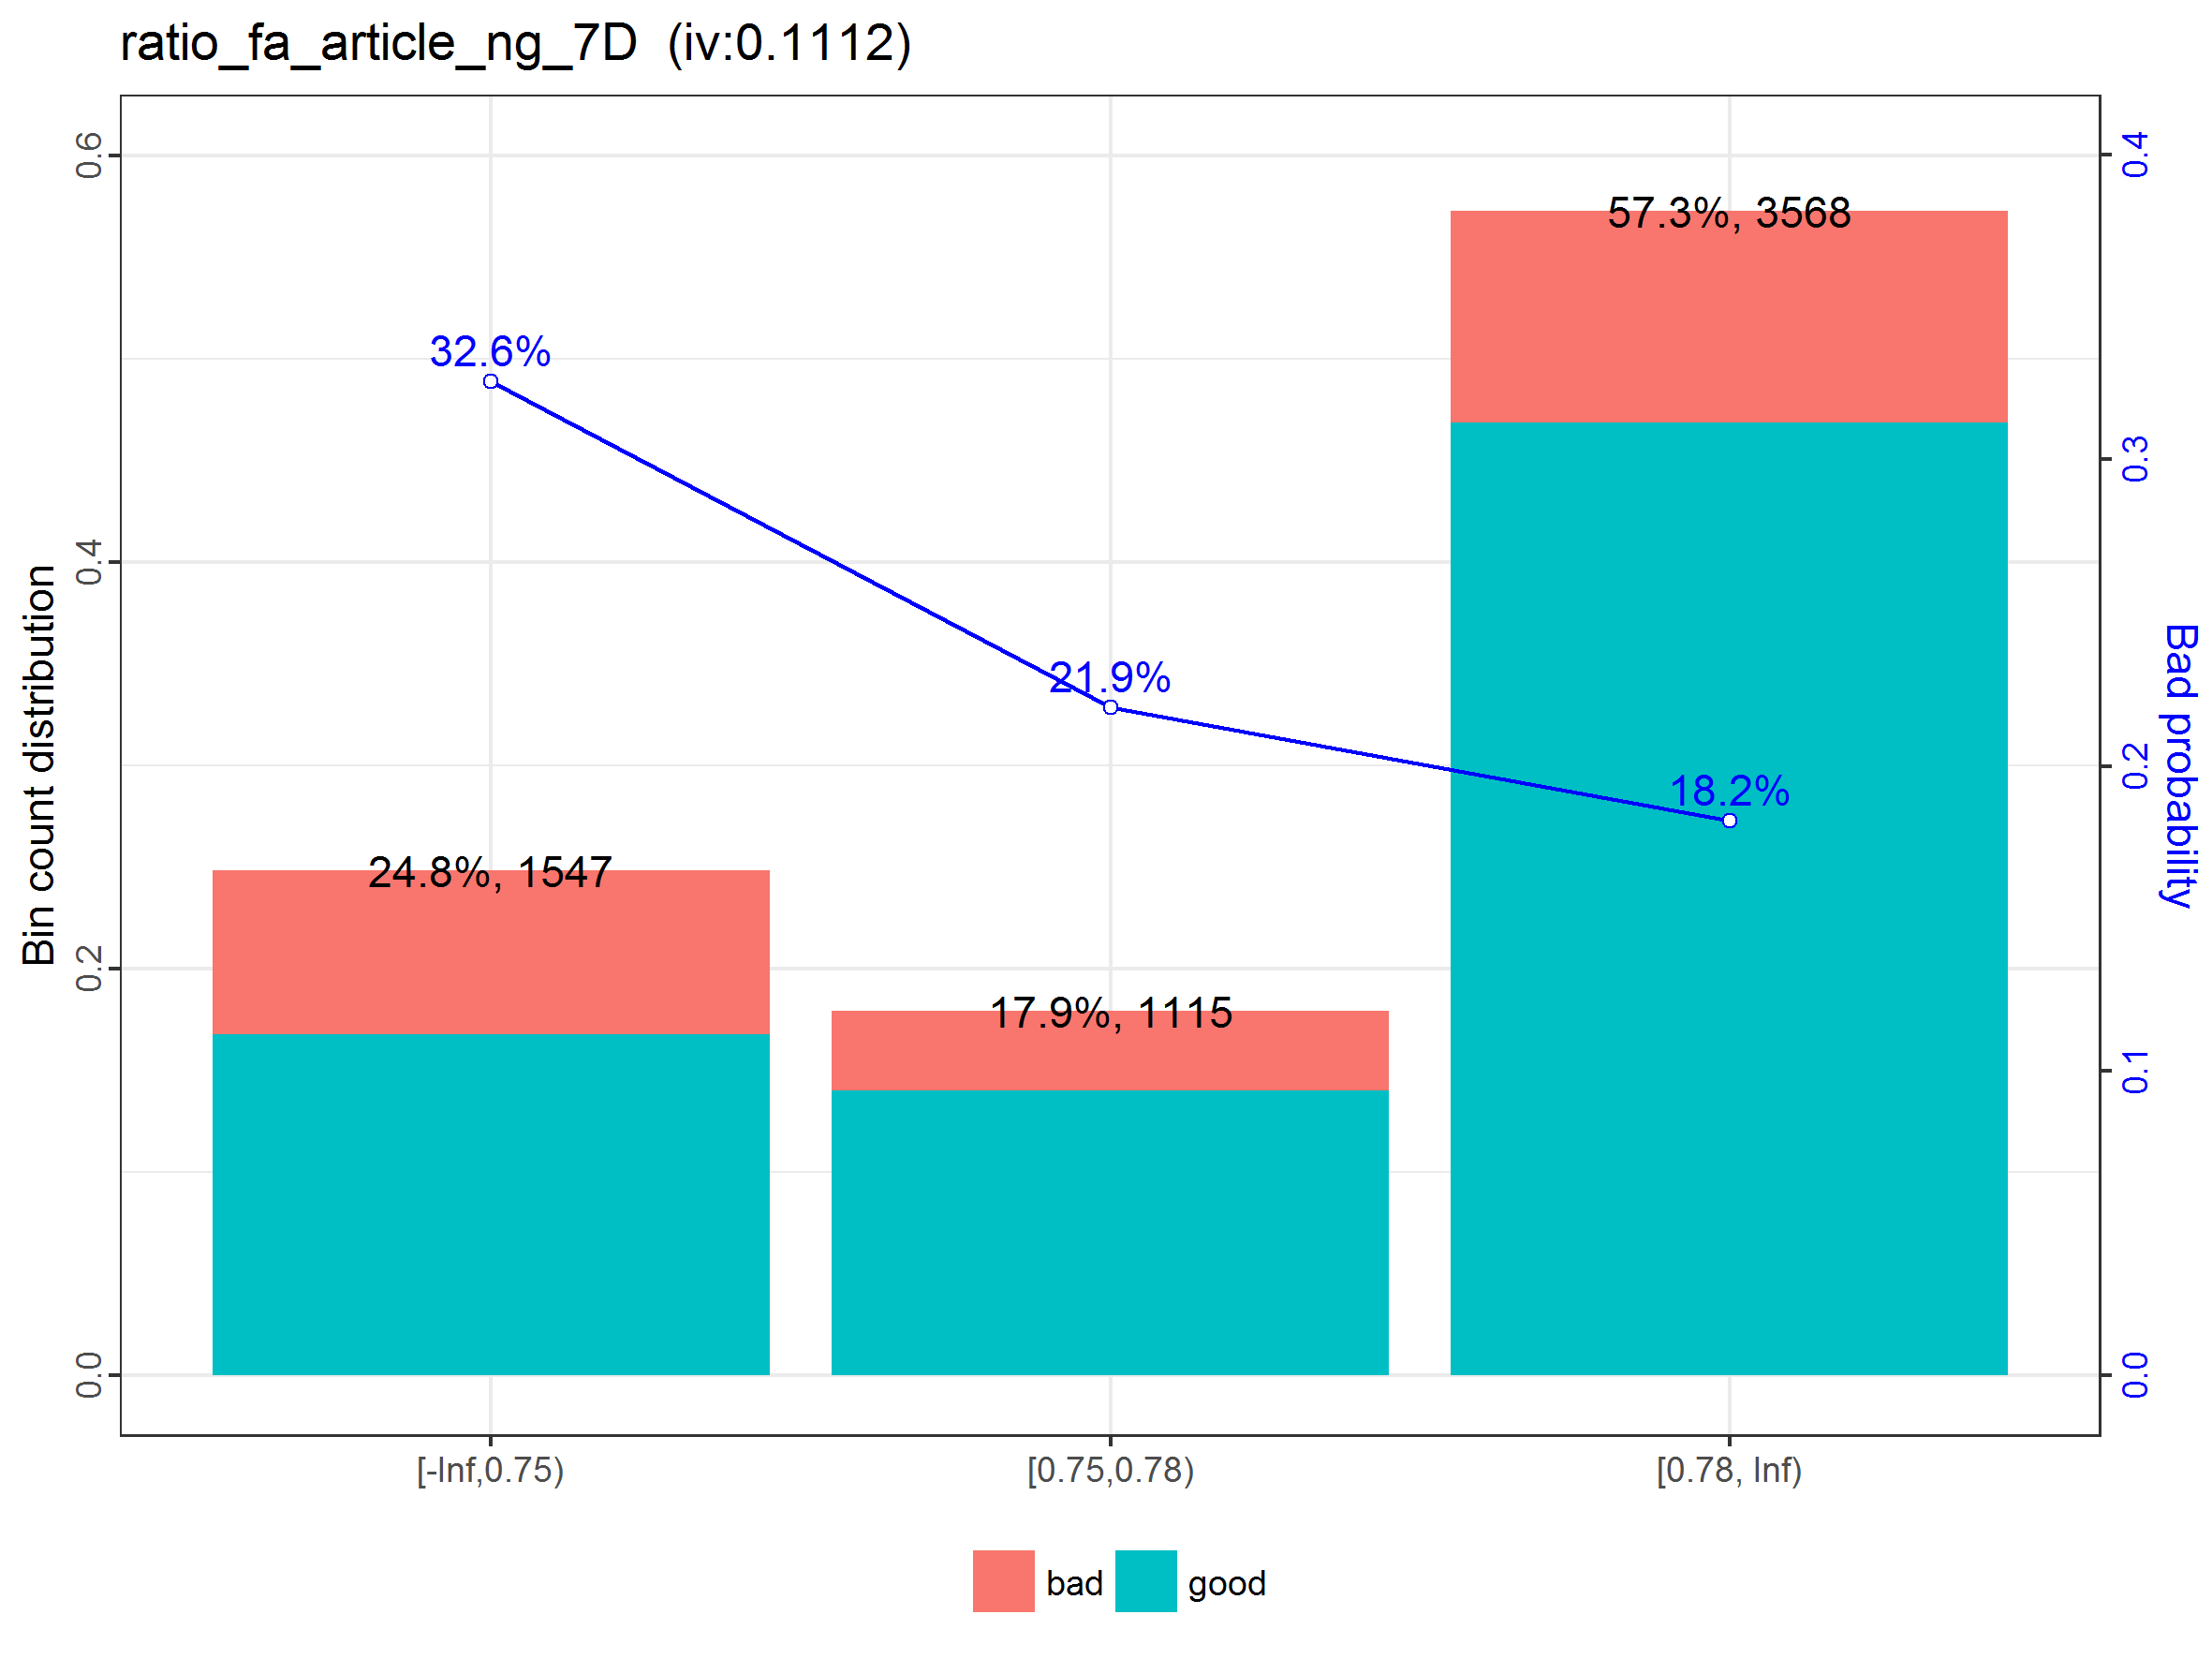 ratio_fa_article_ng_7D  (iv:0.1112)
0.6
0.4
0.2
0.0
Bin count distribution
0.4
0.3
0.2
0.1
0.0
Bad probability
57.3%, 3568
32.6%
21.9%
18.2%
24.8%, 1547
17.9%, 1115
[-Inf,0.75)
[0.75,0.78)
[0.78, Inf)
bad
good